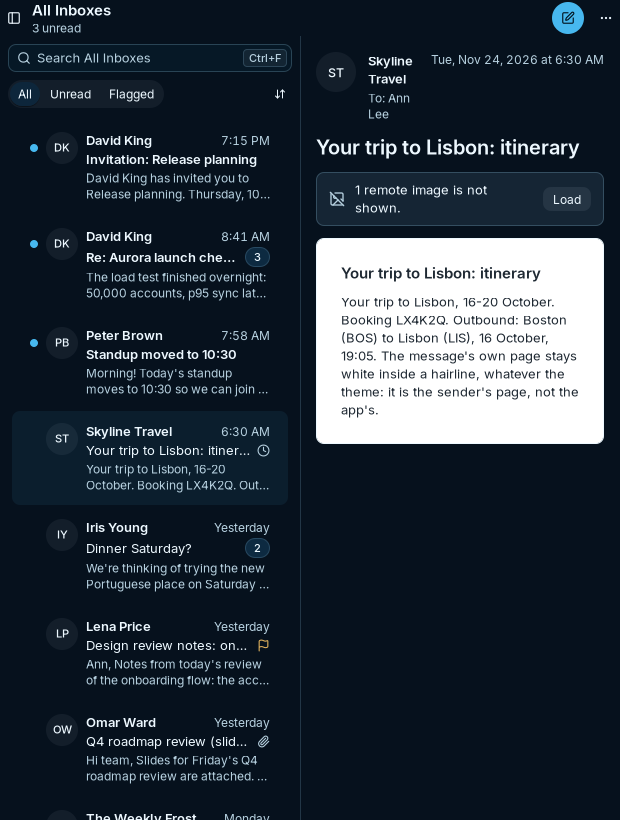 All Inboxes
3 unread
Search All Inboxes
Ctrl+F
All
Unread
Flagged
DK
David King
7:15 PM
Invitation: Release planning
David King has invited you to
Release planning. Thursday, 10...
DK
David King
8:41 AM
Re: Aurora launch che...
3
The load test finished overnight:
50,000 accounts, p95 sync lat...
PB
Peter Brown
7:58 AM
Standup moved to 10:30
Morning! Today's standup
moves to 10:30 so we can join ...
ST
Skyline Travel
6:30 AM
Your trip to Lisbon: itiner...
Your trip to Lisbon, 16-20
October. Booking LX4K2Q. Out...
IY
Iris Young
Yesterday
Dinner Saturday?
2
We're thinking of trying the new
Portuguese place on Saturday ...
LP
Lena Price
Yesterday
Design review notes: on...
Ann, Notes from today's review
of the onboarding flow: the acc...
OW
Omar Ward
Yesterday
Q4 roadmap review (slid...
Hi team, Slides for Friday's Q4
roadmap review are attached. ...
The Weekly Frost
Monday
ST
Skyline
Travel
Tue, Nov 24, 2026 at 6:30 AM
To: Ann
Lee
Your trip to Lisbon: itinerary
1 remote image is not
shown.
Load
Your trip to Lisbon: itinerary
Your trip to Lisbon, 16-20 October.
Booking LX4K2Q. Outbound: Boston
(BOS) to Lisbon (LIS), 16 October,
19:05. The message's own page stays
white inside a hairline, whatever the
theme: it is the sender's page, not the
app's.